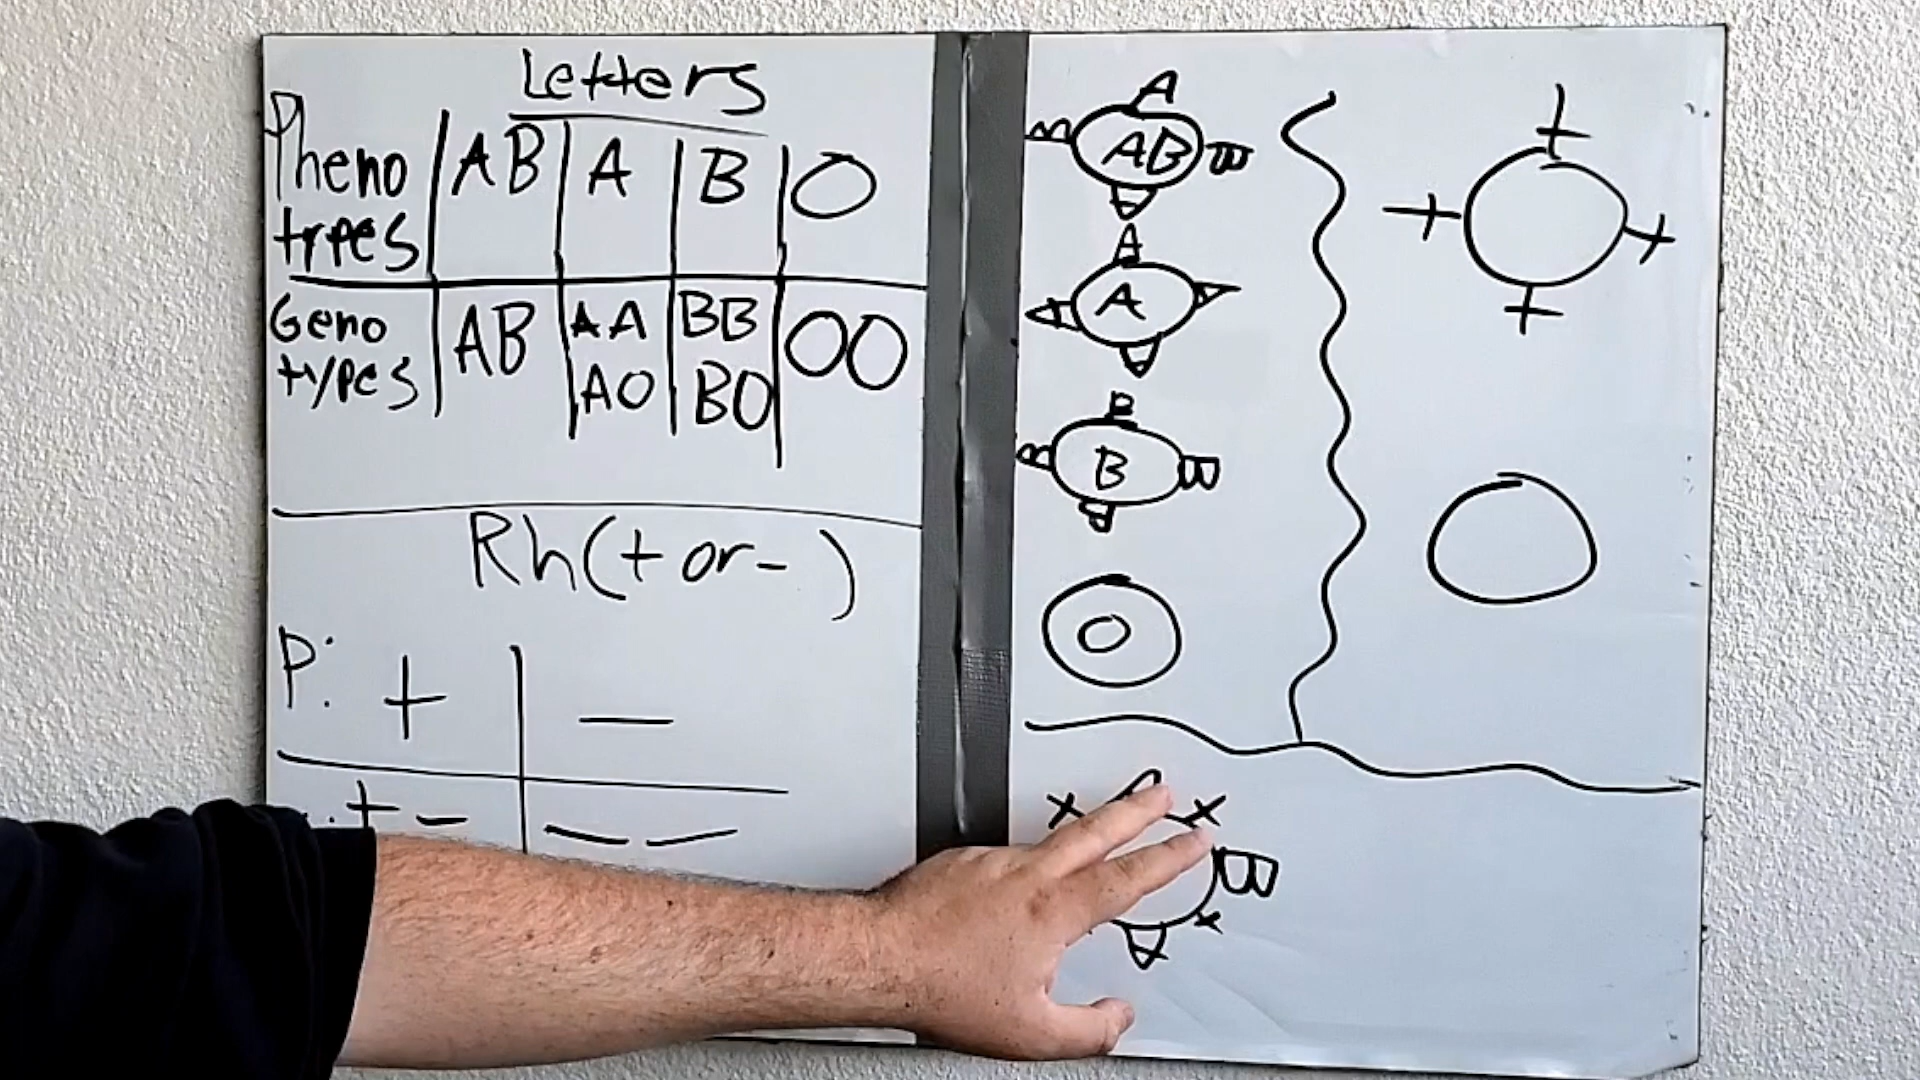 Letters
Pheno
types
AB A B O
Geno
types
AB AA BB OO
AO BO
Rh(+ or -)
P: + -
+ - - -
A
B AB B
A
A
A A A
A
B
B B B
B
O
+
+ +
+
+ +
B
+
A